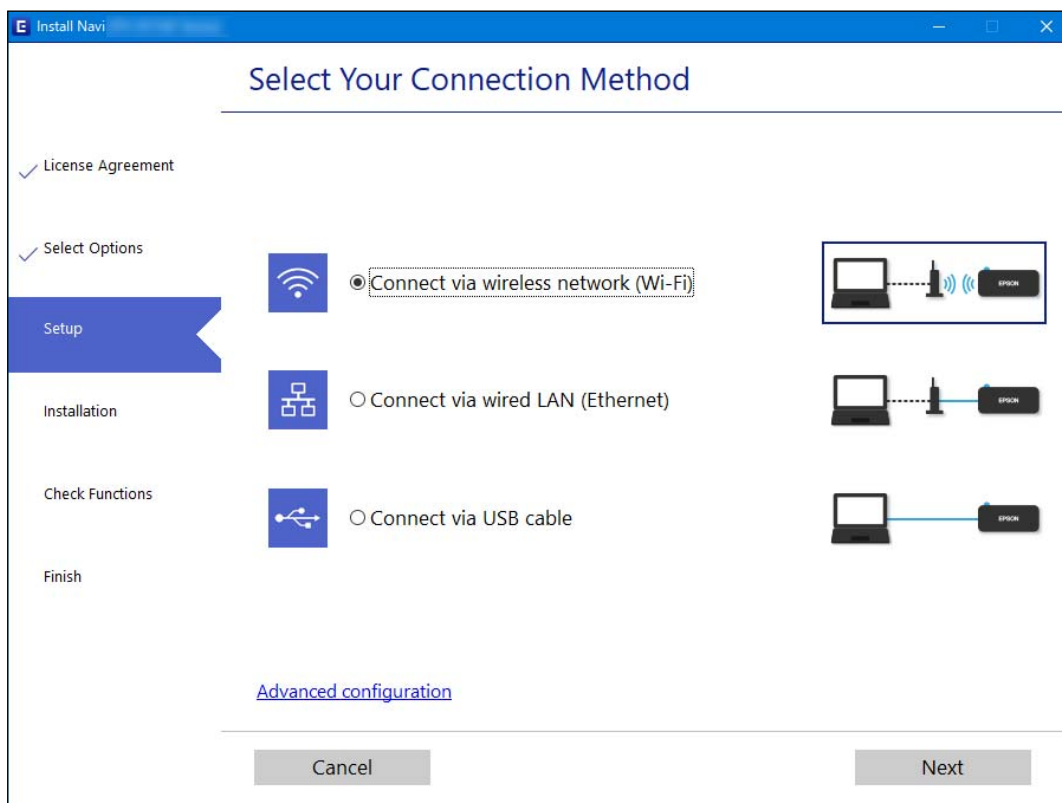 Install Navi
Select Your Connection Method
License Agreement
Select Options
Setup
Installation
Check Functions
Finish
Connect via wireless network (Wi-Fi)
EPSON
Connect via wired LAN (Ethernet)
EPSON
Connect via USB cable
EPSON
Advanced configuration
Cancel
Next